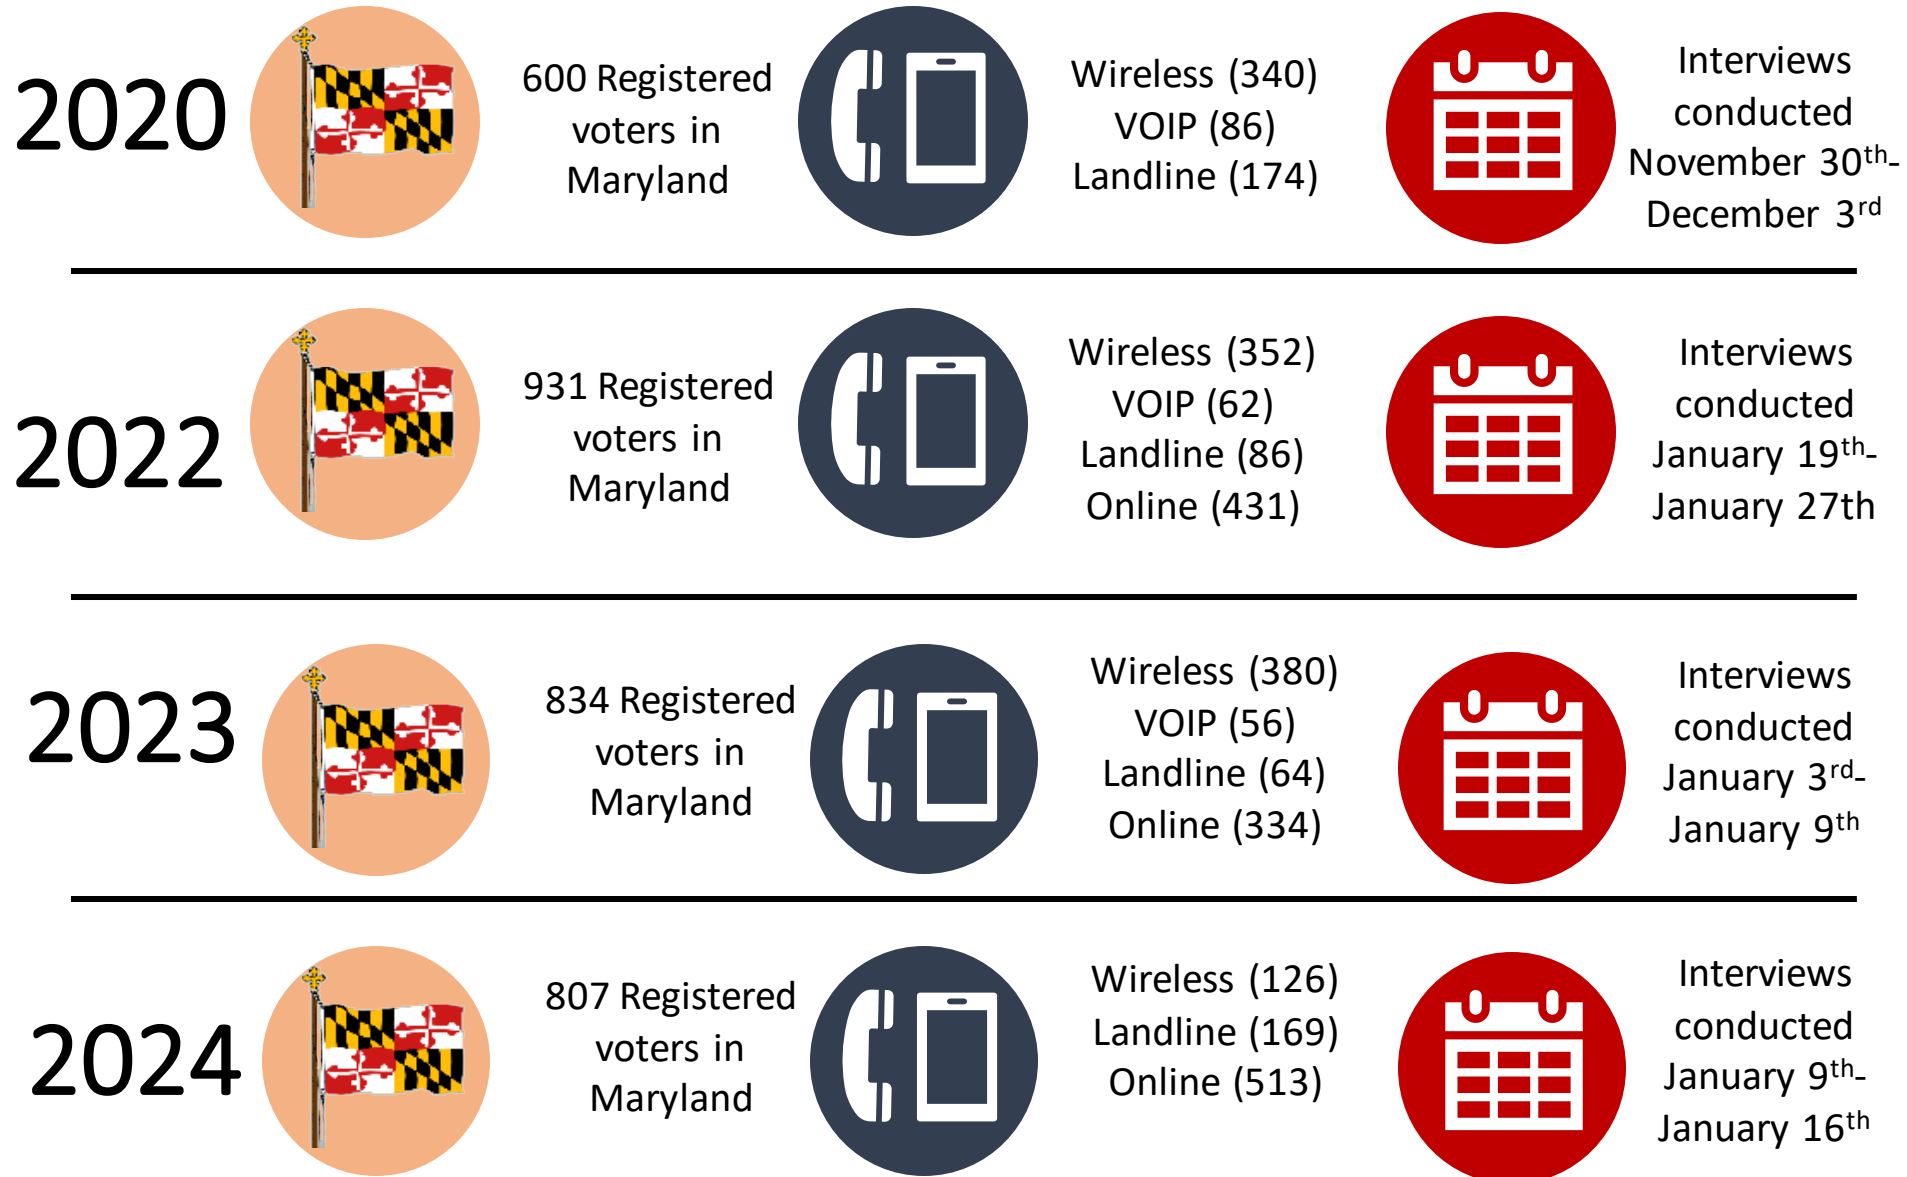 2020
600 Registered
voters in
Maryland
Wireless (340)
VOIP (86)
Landline (174)
Interviews
conducted
November 30th-
December 3rd
2022
931 Registered
voters in
Maryland
Wireless (352)
VOIP (62)
Landline (86)
Online (431)
Interviews
conducted
January 19th-
January 27th
2023
834 Registered
voters in
Maryland
Wireless (380)
VOIP (56)
Landline (64)
Online (334)
Interviews
conducted
January 3rd-
January 9th
2024
807 Registered
voters in
Maryland
Wireless (126)
Landline (169)
Online (513)
Interviews
conducted
January 9th-
January 16th